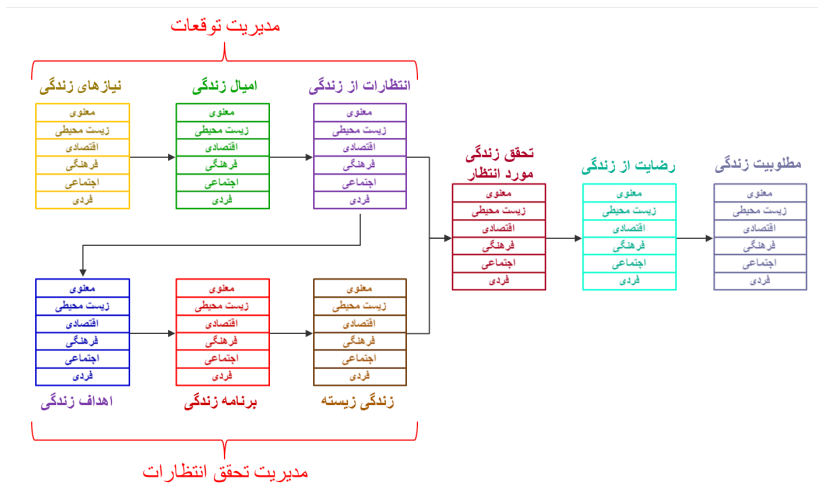 مدیریت توقعات
نیازهای زندگی
معنوی
زیست محیطی
اقتصادی
فرهنگی
اجتماعی
فردی
امیال زندگی
معنوی
زیست محیطی
اقتصادی
فرهنگی
اجتماعی
فردی
انتظارات از زندگی
معنوی
زیست محیطی
اقتصادی
فرهنگی
اجتماعی
فردی
معنوی
زیست محیطی
اقتصادی
فرهنگی
اجتماعی
فردی
اهداف زندگی
معنوی
زیست محیطی
اقتصادی
فرهنگی
اجتماعی
فردی
برنامه زندگی
معنوی
زیست محیطی
اقتصادی
فرهنگی
اجتماعی
فردی
زندگی زیسته
مدیریت تحقق انتظارات
تحقق زندگی
مورد انتظار
معنوی
زیست محیطی
اقتصادی
فرهنگی
اجتماعی
فردی
رضایت از زندگی
معنوی
زیست محیطی
اقتصادی
فرهنگی
اجتماعی
فردی
مطلوبیت زندگی
معنوی
زیست محیطی
اقتصادی
فرهنگی
اجتماعی
فردی